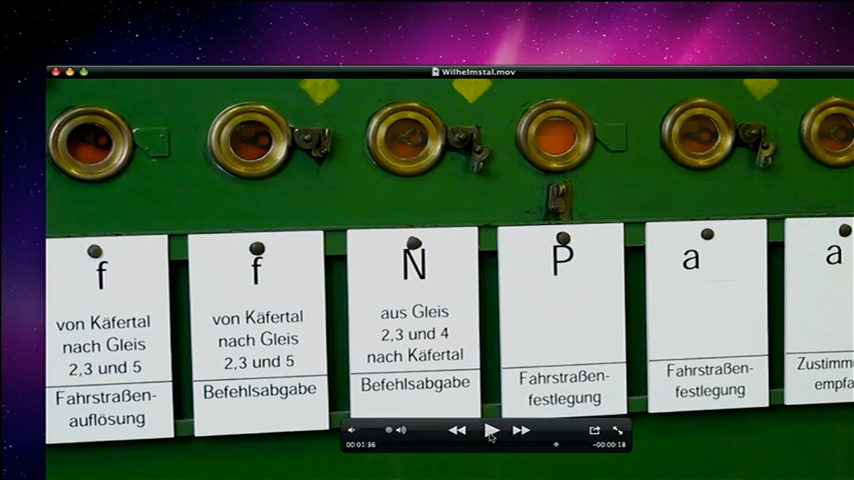 Wilhelmstal.mov
f
von Käfertal
nach Gleis
2,3 und 5
Fahrstraßen-
auflösung
f
von Käfertal
nach Gleis
2,3 und 5
Befehlsabgabe
N
aus Gleis
2,3 und 4
nach Käfertal
Befehlsabgabe
P
Fahrstraßen-
festlegung
a
Fahrstraßen-
festlegung
a
Zustimmu
empfa
00:01:36
-00:00:18